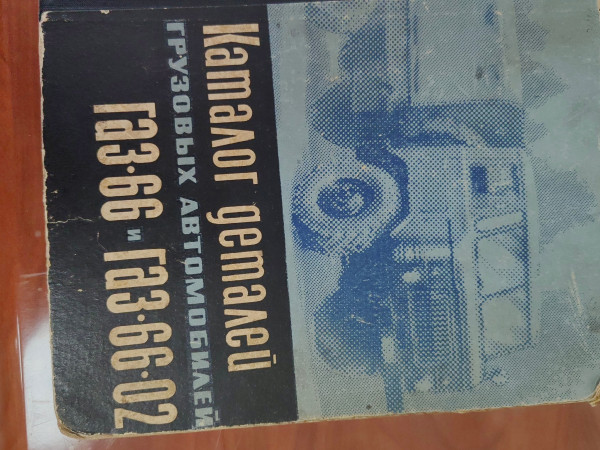 Каталог деталей
ГРУЗОВЫХ АВТОМОБИЛЕЙ
ГАЗ·66 и ГАЗ·66·02